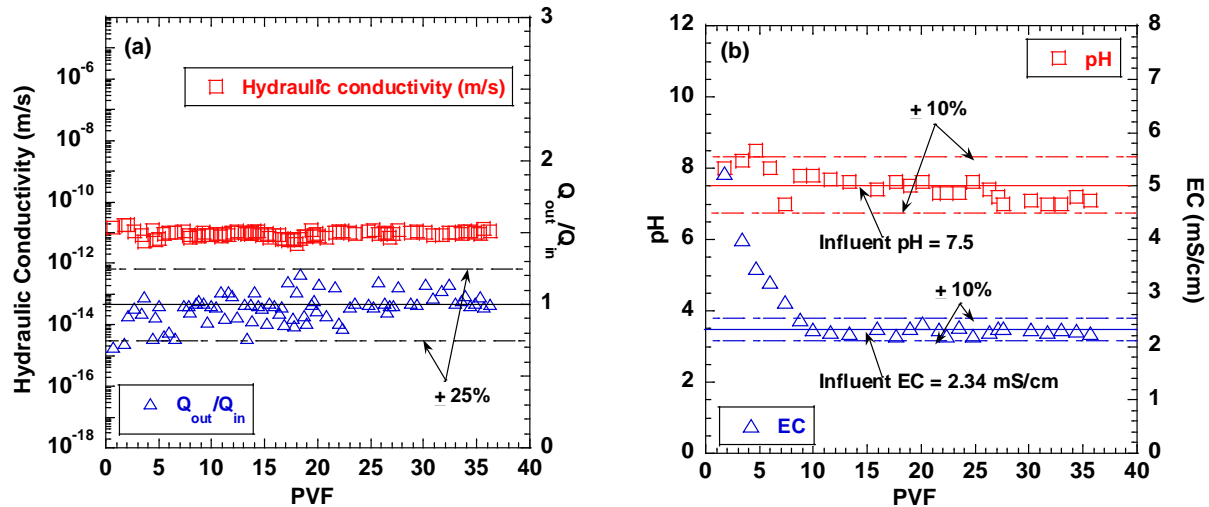 (a)
Hydraulic Conductivity (m/s)
10-6
10-8
10-10
10-12
10-14
10-16
10-18
Hydraulic conductivity (m/s)
+ 25%
Qout/Qin
0 5 10 15 20 25 30 35 40
PVF
3
2
1
0
Qout/Qin
(b)
pH
12
10
8
6
4
2
0
pH
+ 10%
Influent pH = 7.5
+ 10%
Influent EC = 2.34 mS/cm
EC
0 5 10 15 20 25 30 35 40
PVF
8
7
6
5
4
3
2
1
0
EC (mS/cm)